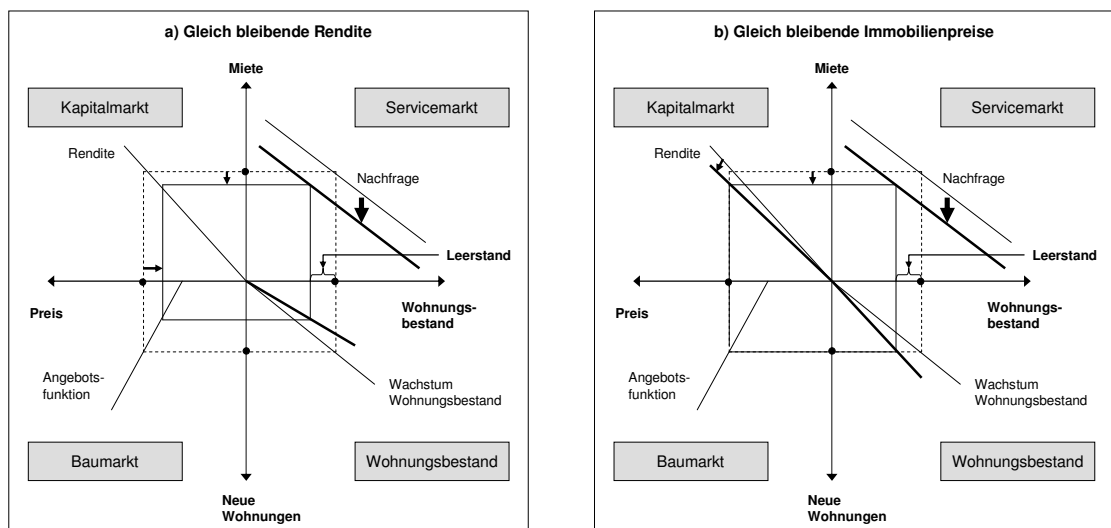 a) Gleich bleibende Rendite
Miete
Kapitalmarkt
Servicemarkt
Rendite
Nachfrage
Leerstand
Preis
Wohnungs-
bestand
Angebots-
funktion
Wachstum
Wohnungsbestand
Baumarkt
Wohnungsbestand
Neue
Wohnungen
b) Gleich bleibende Immobilienpreise
Miete
Kapitalmarkt
Servicemarkt
Rendite
Nachfrage
Leerstand
Preis
Wohnungs-
bestand
Angebots-
funktion
Wachstum
Wohnungsbestand
Baumarkt
Wohnungsbestand
Neue
Wohnungen